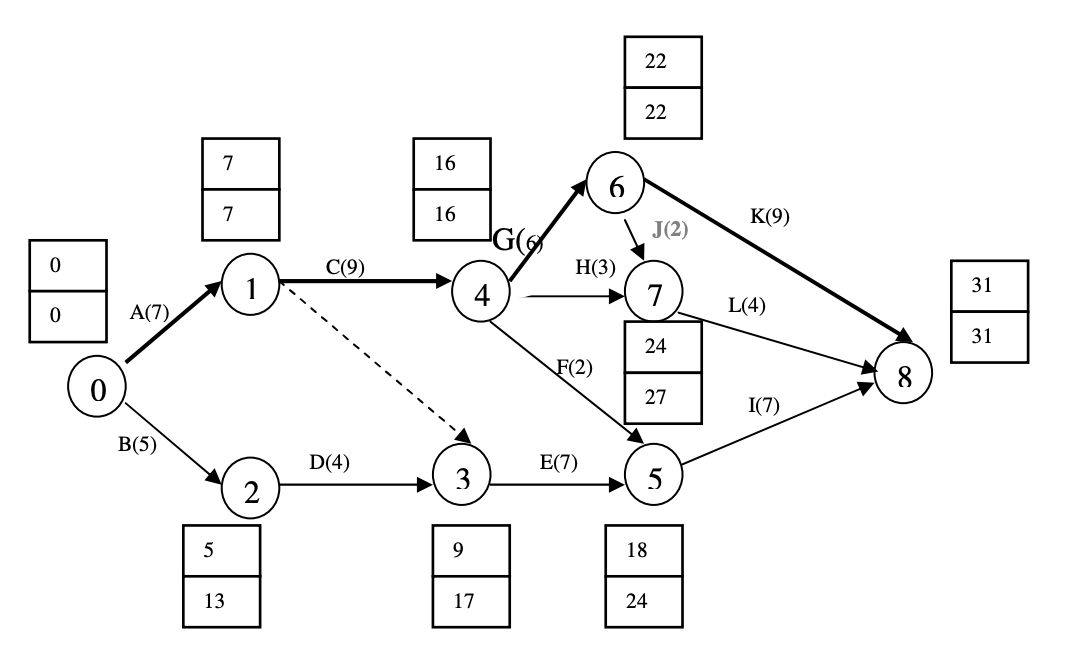 22
22
7
7
16
16
6
K(9)
J(2)
G(6)
0
0
C(9)
H(3)
1
4
7
31
31
A(7)
L(4)
24
27
F(2)
8
0
I(7)
B(5)
D(4)
E(7)
2
3
5
5
13
9
17
18
24